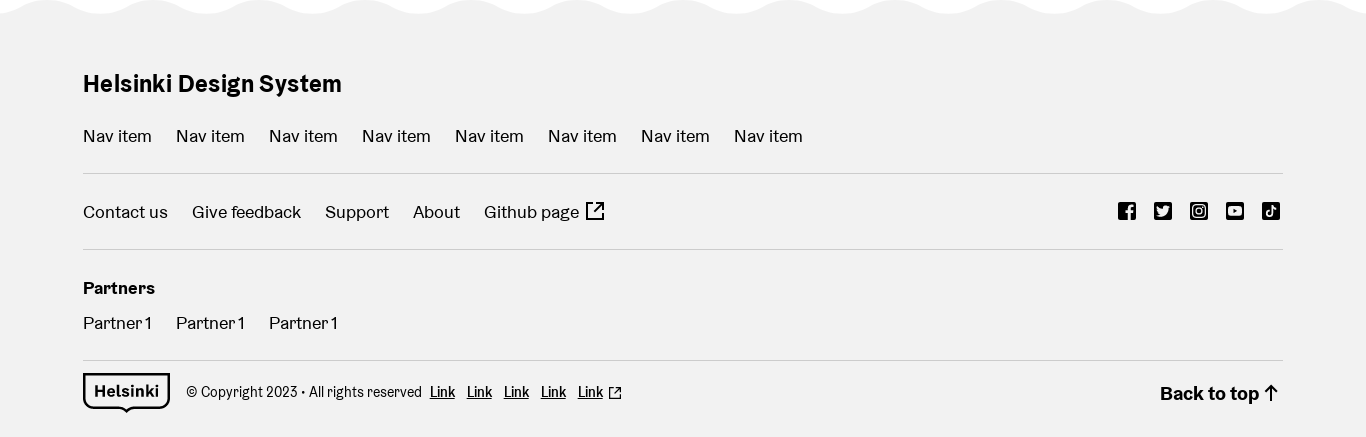 Helsinki Design System
Nav item Nav item Nav item Nav item Nav item Nav item Nav item Nav item
Contact us Give feedback Support About Github page
Partners
Partner 1 Partner 1 Partner 1
Helsinki © Copyright 2023 • All rights reserved Link Link Link Link Link Back to top